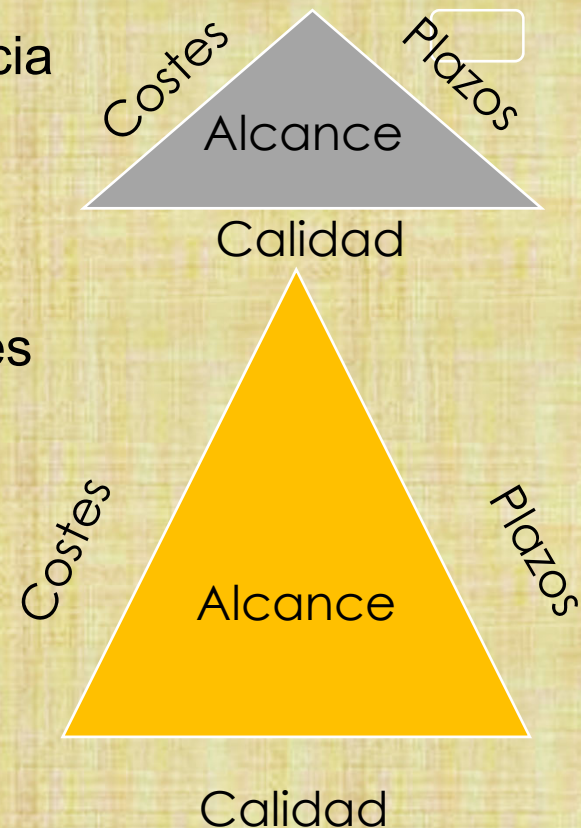 cia
Costes
Plazos
Alcance
Calidad
es
Costes
Plazos
Alcance
Calidad